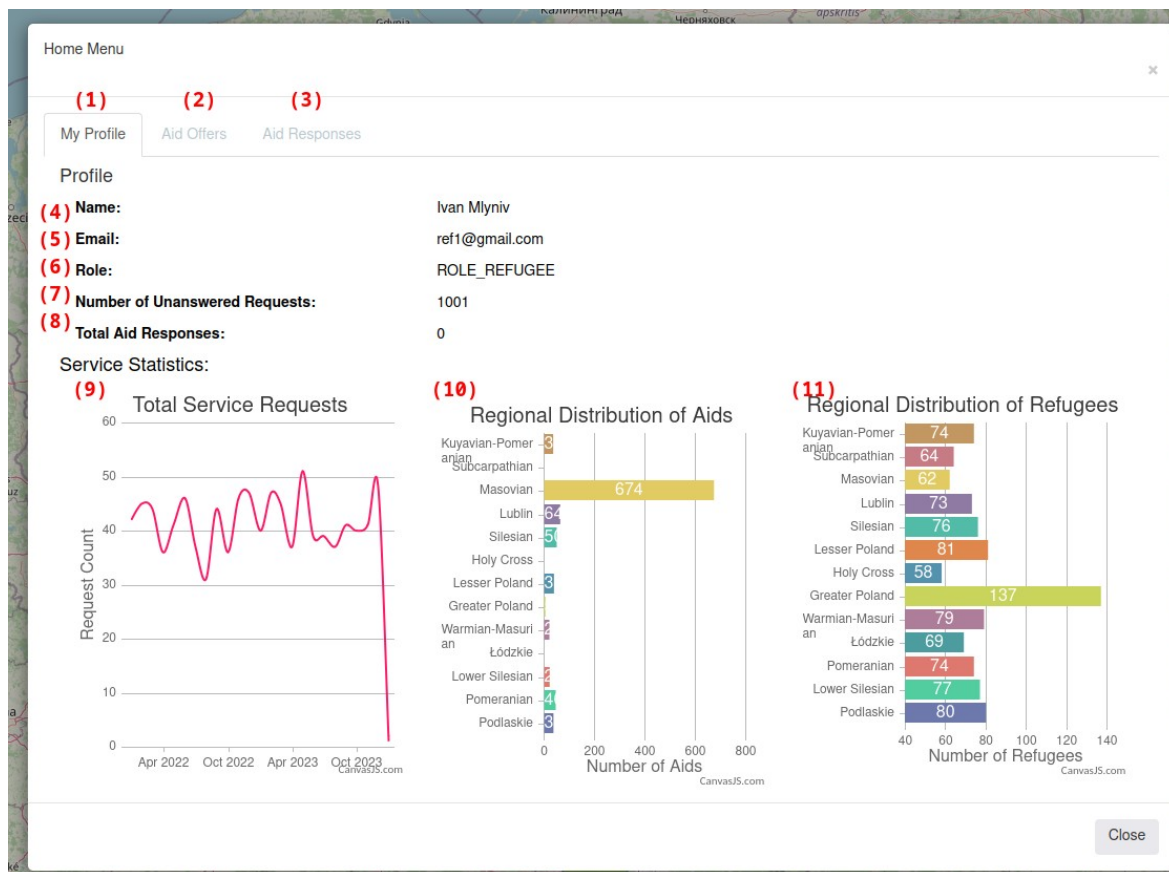 Gdynia
Калининград
Черняховск
apskritis
Home Menu
×
(1) (2) (3)
My Profile Aid Offers Aid Responses
Profile
(4) Name: Ivan Mlyniv
(5) Email: ref1@gmail.com
(6) Role: ROLE_REFUGEE
(7) Number of Unanswered Requests: 1001
(8) Total Aid Responses: 0
Service Statistics:
(9)
Total Service Requests
Request Count
60
50
40
30
20
10
0
Apr 2022 Oct 2022 Apr 2023 Oct 2023
CanvasJS.com
(10)
Regional Distribution of Aids
Kuyavian-Pomer
anian
3
Subcarpathian
Masovian 674
Lublin 64
Silesian 50
Holy Cross
Lesser Poland 3
Greater Poland
Warmian-Masuri
an
2
Łódzkie
Lower Silesian 2
Pomeranian 4
Podlaskie 3
0 200 400 600 800
Number of Aids
CanvasJS.com
(11)
Regional Distribution of Refugees
Kuyavian-Pomer
anian
74
Subcarpathian 64
Masovian 62
Lublin 73
Silesian 76
Lesser Poland 81
Holy Cross 58
Greater Poland 137
Warmian-Masuri
an
79
Łódzkie 69
Pomeranian 74
Lower Silesian 77
Podlaskie 80
40 60 80 100 120 140
Number of Refugees
CanvasJS.com
Close